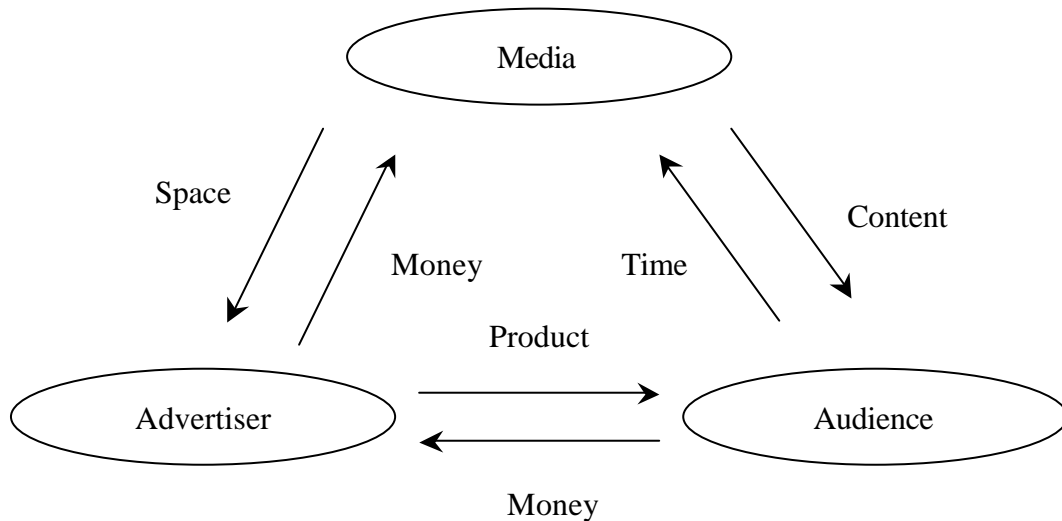 Media
Space
Content
Money
Time
Product
Advertiser
Audience
Money